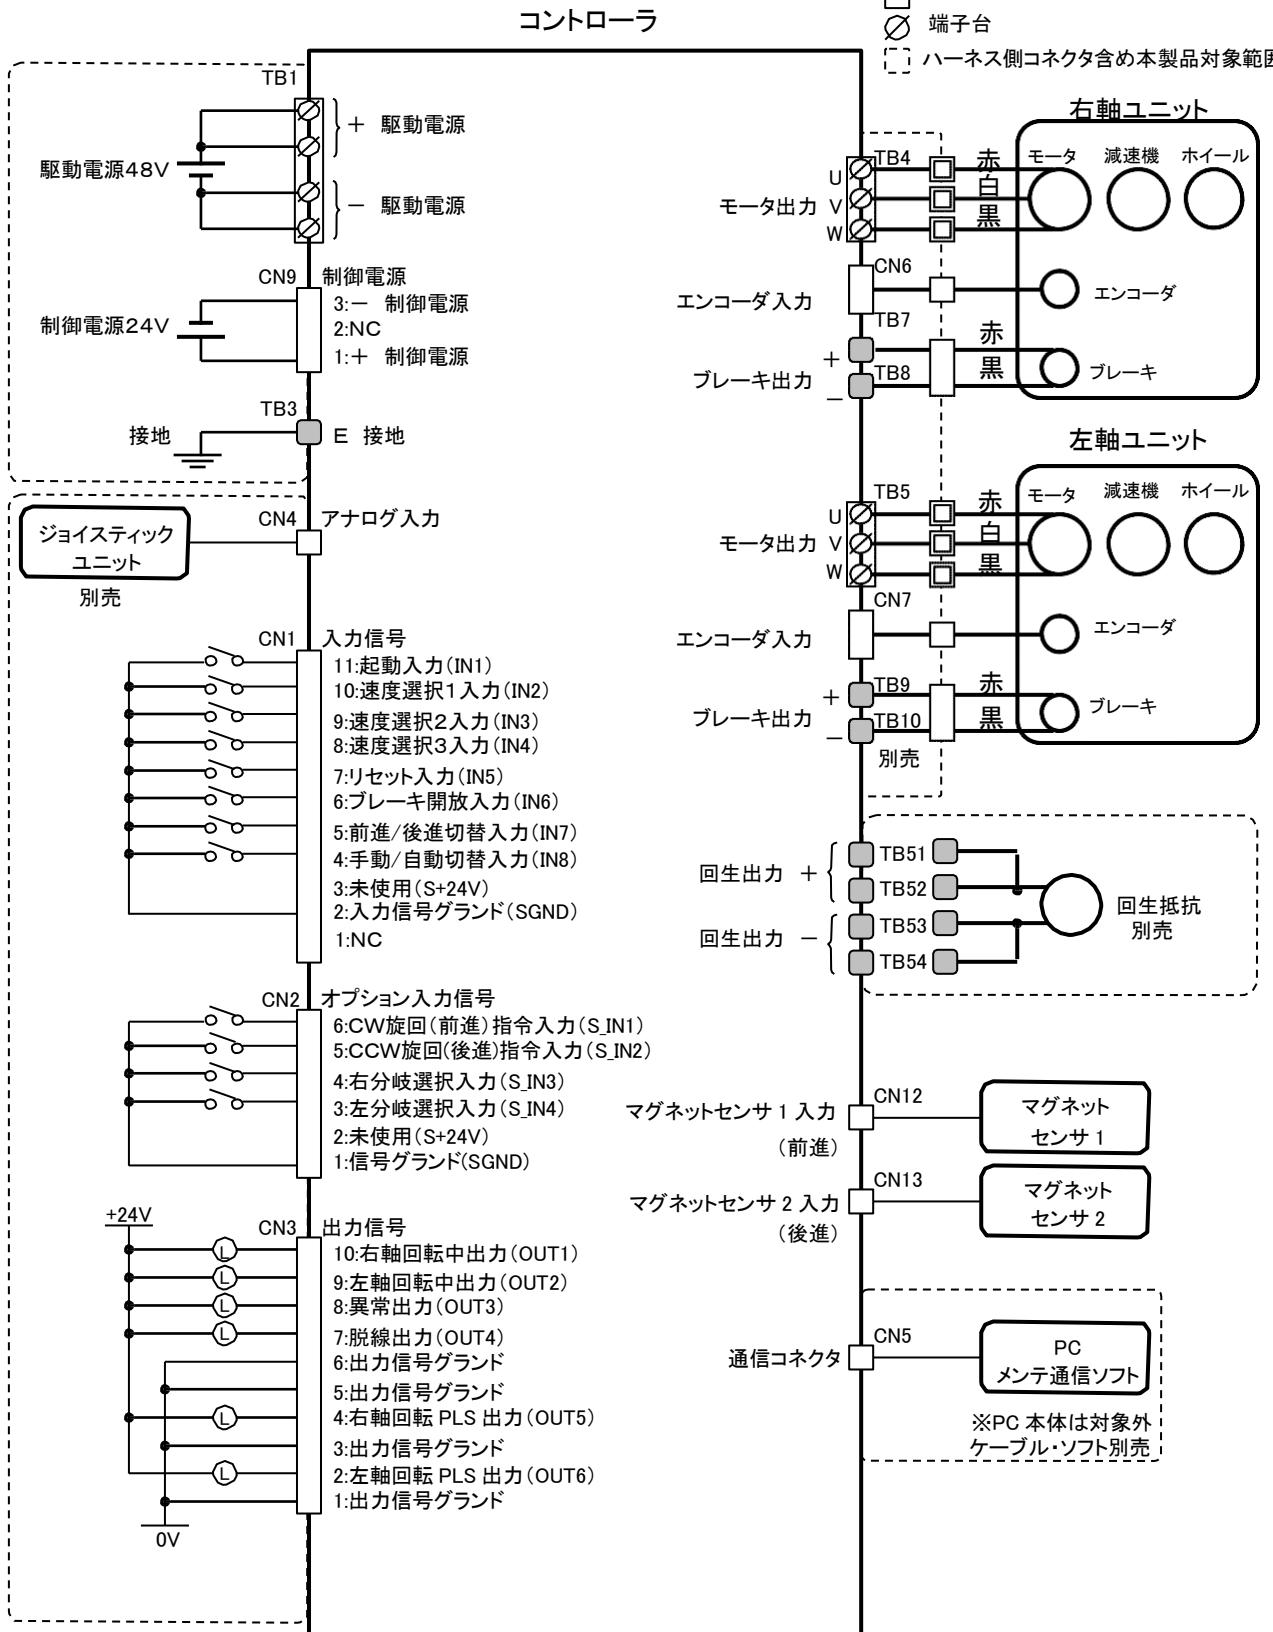 コントローラ
端子台
ハーネス側コネクタ含め本製品対象範囲
TB1
+ 駆動電源
駆動電源48V
- 駆動電源
CN9 制御電源
3:- 制御電源
制御電源24V
2:NC
1:+ 制御電源
TB3
接地
E 接地
CN4 アナログ入力
ジョイスティック
ユニット
別売
CN1 入力信号
11:起動入力(IN1)
10:速度選択1入力(IN2)
9:速度選択2入力(IN3)
8:速度選択3入力(IN4)
7:リセット入力(IN5)
6:ブレーキ開放入力(IN6)
5:前進/後進切替入力(IN7)
4:手動/自動切替入力(IN8)
3:未使用(S+24V)
2:入力信号グランド(SGND)
1:NC
CN2 オプション入力信号
6:CW旋回(前進)指令入力(S_IN1)
5:CCW旋回(後進)指令入力(S_IN2)
4:右分岐選択入力(S_IN3)
3:左分岐選択入力(S_IN4)
2:未使用(S+24V)
1:信号グランド(SGND)
+24V
CN3 出力信号
L 10:右軸回転中出力(OUT1)
L 9:左軸回転中出力(OUT2)
L 8:異常出力(OUT3)
L 7:脱線出力(OUT4)
6:出力信号グランド
5:出力信号グランド
L 4:右軸回転 PLS 出力(OUT5)
3:出力信号グランド
L 2:左軸回転 PLS 出力(OUT6)
1:出力信号グランド
0V
右軸ユニット
TB4 赤 モータ 減速機 ホイール
U
モータ出力 V 白
W 黒
CN6
エンコーダ入力 エンコーダ
TB7 赤
+
ブレーキ出力 TB8 黒 ブレーキ
-
左軸ユニット
TB5 赤 モータ 減速機 ホイール
U
モータ出力 V 白
W 黒
CN7
エンコーダ入力 エンコーダ
TB9 赤
+
ブレーキ出力 TB10 黒 ブレーキ
-
別売
TB51
回生出力 +
TB52
回生抵抗
別売
TB53
回生出力 -
TB54
マグネットセンサ 1 入力 CN12 マグネット
センサ 1
(前進)
マグネットセンサ 2 入力 CN13 マグネット
センサ 2
(後進)
CN5
通信コネクタ
PC
メンテ通信ソフト
※PC 本体は対象外
ケーブル・ソフト別売